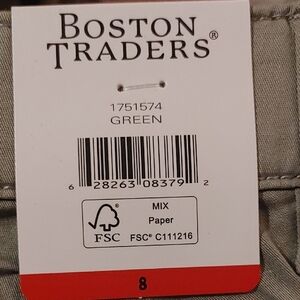 BOSTON
TRADERS®
1751574
GREEN
6 28263 08379 2
MIX
Paper
FSC
FSC® C111216
8